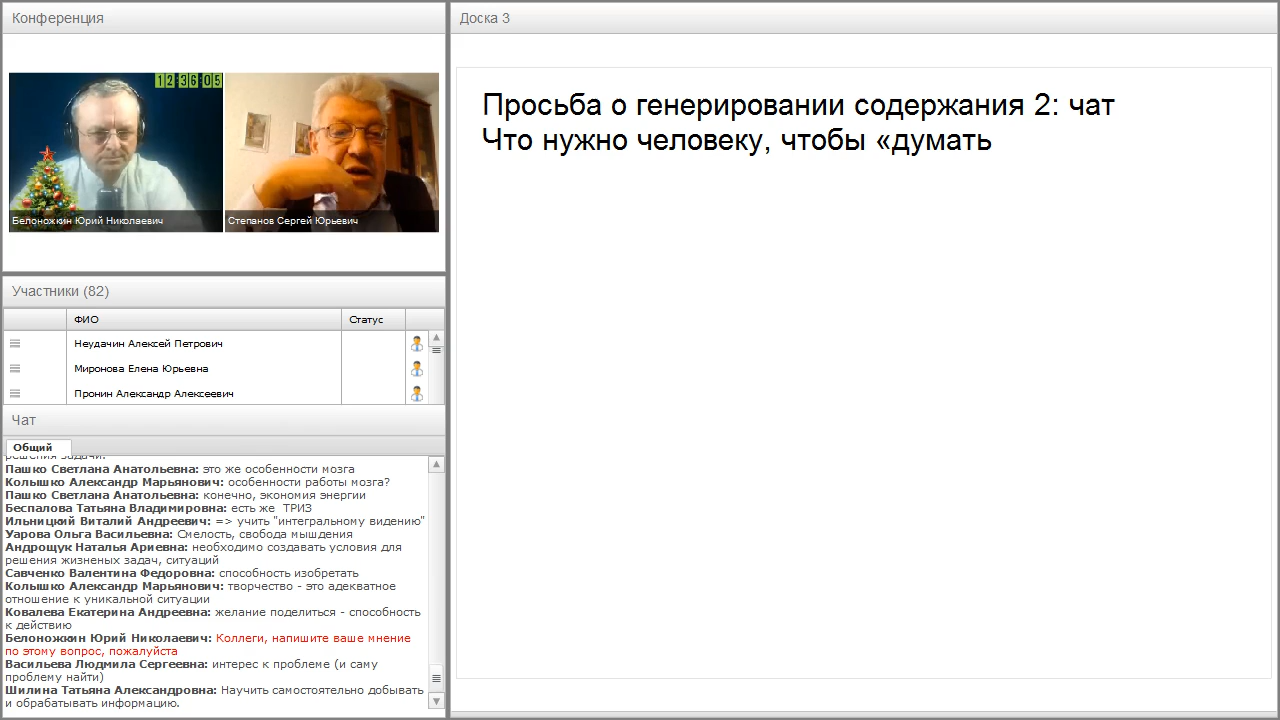 Конференция
12:36:05
Белоножкин Юрий Николаевич
Степанов Сергей Юрьевич
Участники (82)
ФИО
Статус
Неудачин Алексей Петрович
Миронова Елена Юрьевна
Пронин Александр Алексеевич
Чат
Общий
решения задачи.
Пашко Светлана Анатольевна: это же особенности мозга
Колышко Александр Марьянович: особенности работы мозга?
Пашко Светлана Анатольевна: конечно, экономия энергии
Беспалова Татьяна Владимировна: есть же ТРИЗ
Ильницкий Виталий Андреевич: => учить "интегральному видению"
Уарова Ольга Васильевна: Смелость, свобода мышдения
Андрощук Наталья Ариевна: необходимо создавать условия для
решения жизненых задач, ситуаций
Савченко Валентина Федоровна: способность изобретать
Колышко Александр Марьянович: творчество - это адекватное
отношение к уникальной ситуации
Ковалева Екатерина Андреевна: желание поделиться - способность
к действию
Белоножкин Юрий Николаевич: Коллеги, напишите ваше мнение
по этому вопрос, пожалуйста
Васильева Людмила Сергеевна: интерес к проблеме (и саму
проблему найти)
Шилина Татьяна Александровна: Научить самостоятельно добывать
и обрабатывать информацию.
Доска 3
Просьба о генерировании содержания 2: чат
Что нужно человеку, чтобы «думать